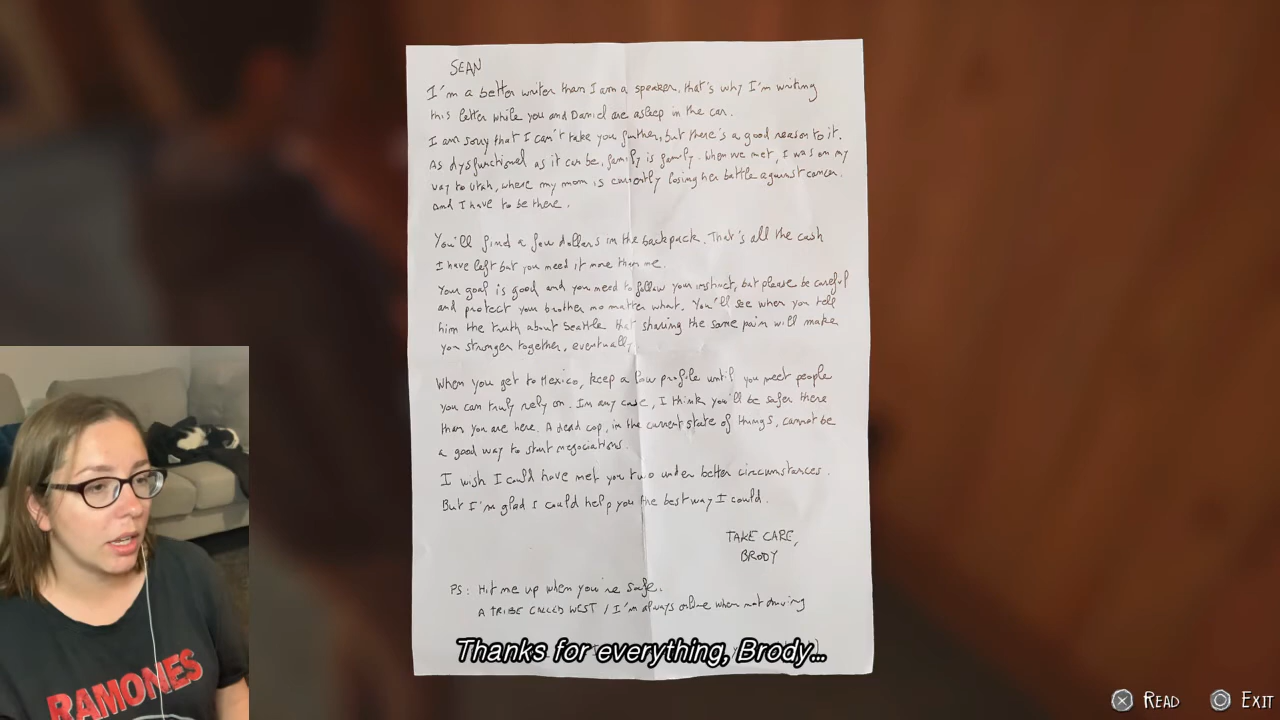 SEAN
I'm a better writer than I am a speaker, that's why I'm writing
this letter while you and Daniel are asleep in the car.
I am sorry that I can't take you further, but there's a good reason to it.
As dysfunctional as it can be, family is family. When we met, I was on my
way to Utah, where my mom is currently losing her battle against cancer.
And I have to be there.
You'll find a few dollars in the backpack. That's all the cash
I have left but you need it more than me.
Your goal is good and you need to follow your instinct, but please be careful
and protect your brother no matter what. You'll see when you tell
him the truth about Seattle that sharing the same pain will make
you stronger together, eventually.
When you get to Mexico, keep a low profile until you meet people
you can truly rely on. In any case, I think you'll be safer there
than you are here. A dead cop, in the current state of things, cannot be
a good way to start negociations.
I wish I could have met you two under better circumstances.
But I'm glad I could help you the best way I could.
TAKE CARE,
BRODY
PS: Hit me up when you're safe.
A TRIBE CALLED WEST / I'm always online when not driving
Thanks for everything, Brody...
RAMONES
READ
EXIT